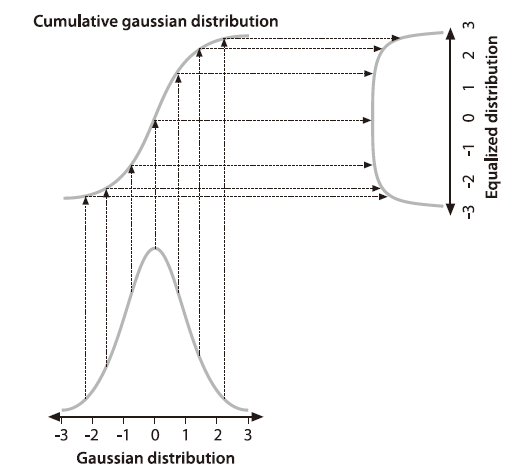 Cumulative gaussian distribution
3
2
1
0
-1
-2
-3
Equalized distribution
-3 -2 -1 0 1 2 3
Gaussian distribution